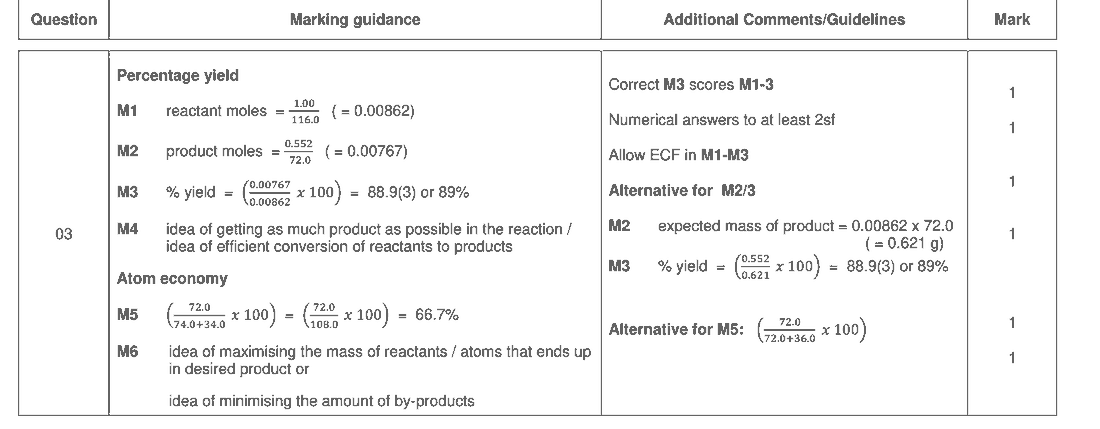 Question Marking guidance Additional Comments/Guidelines Mark
03
Percentage yield
M1 reactant moles = 1.00/116.0 ( = 0.00862)
M2 product moles = 0.552/72.0 ( = 0.00767)
M3 % yield = (0.00767/0.00862 x 100) = 88.9(3) or 89%
M4 idea of getting as much product as possible in the reaction /
idea of efficient conversion of reactants to products
Atom economy
M5 (72.0/74.0+34.0 x 100) = (72.0/108.0 x 100) = 66.7%
M6 idea of maximising the mass of reactants / atoms that ends up
in desired product or
idea of minimising the amount of by-products
Correct M3 scores M1-3
Numerical answers to at least 2sf
Allow ECF in M1-M3
Alternative for M2/3
M2 expected mass of product = 0.00862 x 72.0
( = 0.621 g)
M3 % yield = (0.552/0.621 x 100) = 88.9(3) or 89%
Alternative for M5: (72.0/72.0+36.0 x 100)
1
1
1
1
1
1